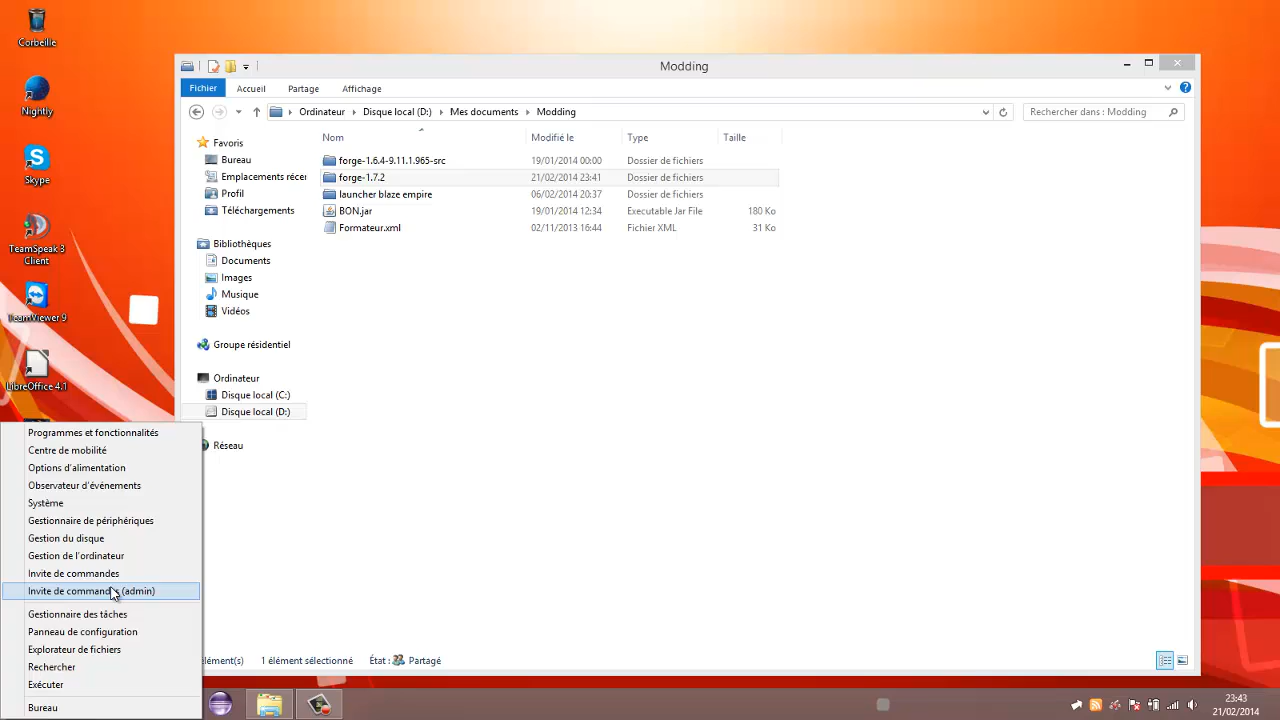 Corbeille
Nightly
Skype
TeamSpeak 3
Client
TeamViewer 9
LibreOffice 4.1
Modding
Fichier Accueil Partage Affichage
Ordinateur Disque local (D:) Mes documents Modding
Rechercher dans : Modding
Nom Modifié le Type Taille
forge-1.6.4-9.11.1.965-src 19/01/2014 00:00 Dossier de fichiers
forge-1.7.2 21/02/2014 23:41 Dossier de fichiers
launcher blaze empire 06/02/2014 20:37 Dossier de fichiers
BON.jar 19/01/2014 12:34 Executable Jar File 180 Ko
Formateur.xml 02/11/2013 16:44 Fichier XML 31 Ko
Favoris
Bureau
Emplacements récen
Profil
Téléchargements
Bibliothèques
Documents
Images
Musique
Vidéos
Groupe résidentiel
Ordinateur
Disque local (C:)
Disque local (D:)
Réseau
Programmes et fonctionnalités
Centre de mobilité
Options d'alimentation
Observateur d'événements
Système
Gestionnaire de périphériques
Gestion du disque
Gestion de l'ordinateur
Invite de commandes
Invite de commandes (admin)
Gestionnaire des tâches
Panneau de configuration
Explorateur de fichiers
Rechercher
Exécuter
Bureau
élément(s) 1 élément sélectionné État : Partagé
23:43
21/02/2014